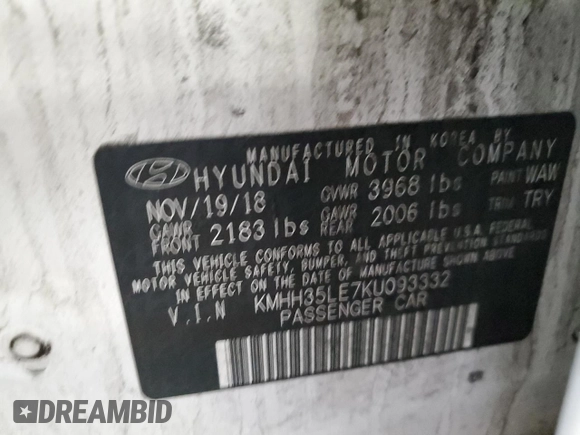 MANUFACTURED IN KOREA BY
HYUNDAI MOTOR COMPANY
NOV/19/18 GVWR 3968 lbs PAINT WAW
GAWR FRONT 2183 lbs GAWR REAR 2006 lbs TRIM TRY
THIS VEHICLE CONFORMS TO ALL APPLICABLE U.S.A. FEDERAL
MOTOR VEHICLE SAFETY, BUMPER, AND THEFT PREVENTION STANDARDS
IN EFFECT ON THE DATE OF MANUFACTURE SHOWN ABOVE.
V.I.N KMHH35LE7KU093332
PASSENGER CAR
DREAMBID